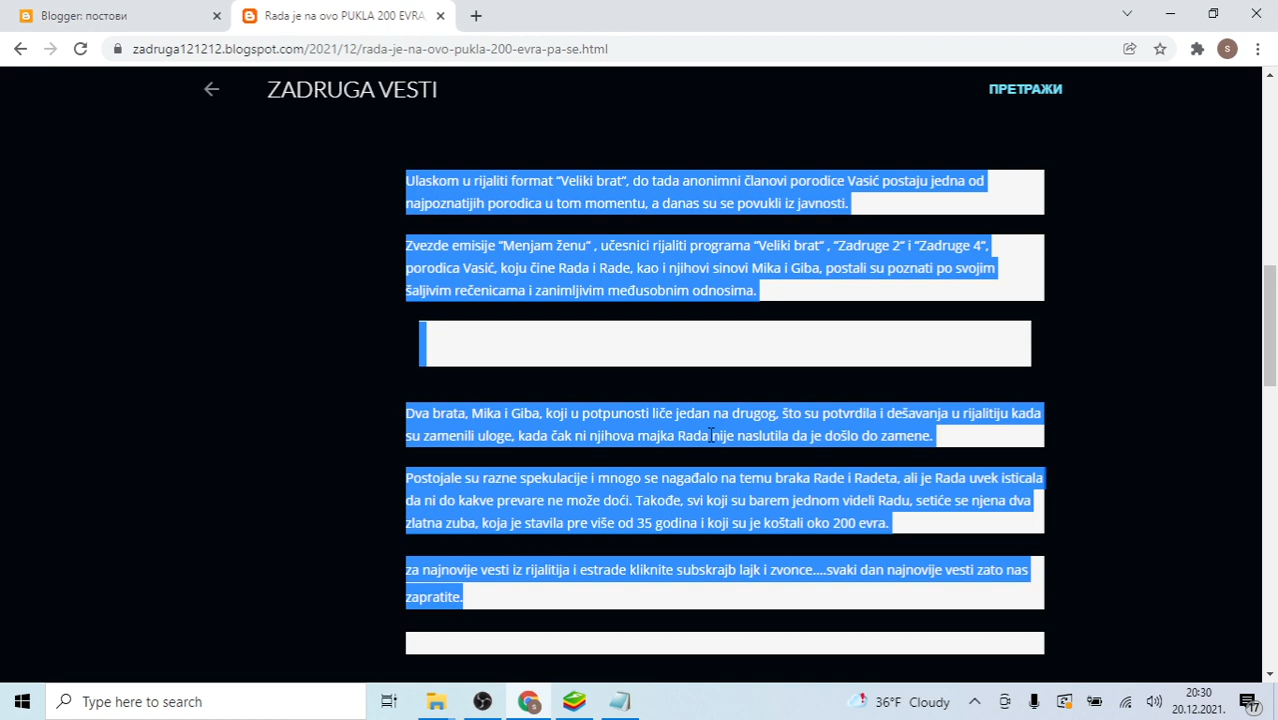 Blogger: постови
Rada je na ovo PUKLA 200 EVRA,
zadruga121212.blogspot.com/2021/12/rada-je-na-ovo-pukla-200-evra-pa-se.html
S
ZADRUGA VESTI
ПРЕТРАЖИ
Ulaskom u rijaliti format “Veliki brat“, do tada anonimni članovi porodice Vasić postaju jedna od
najpoznatijih porodica u tom momentu, a danas su se povukli iz javnosti.
Zvezde emisije “Menjam ženu“ , učesnici rijaliti programa “Veliki brat“ , “Zadruge 2“ i “Zadruge 4“,
porodica Vasić, koju čine Rada i Rade, kao i njihovi sinovi Mika i Giba, postali su poznati po svojim
šaljivim rečenicama i zanimljivim međusobnim odnosima.
Dva brata, Mika i Giba, koji u potpunosti liče jedan na drugog, što su potvrdila i dešavanja u rijalitiju kada
su zamenili uloge, kada čak ni njihova majka Rada nije naslutila da je došlo do zamene.
Postojale su razne spekulacije i mnogo se nagađalo na temu braka Rade i Radeta, ali je Rada uvek isticala
da ni do kakve prevare ne može doći. Takođe, svi koji su barem jednom videli Radu, setiće se njena dva
zlatna zuba, koja je stavila pre više od 35 godina i koji su je koštali oko 200 evra.
za najnovije vesti iz rijalitija i estrade kliknite subskrajb lajk i zvonce....svaki dan najnovije vesti zato nas
zapratite.
Type here to search
36°F Cloudy
20:30
20.12.2021.
17